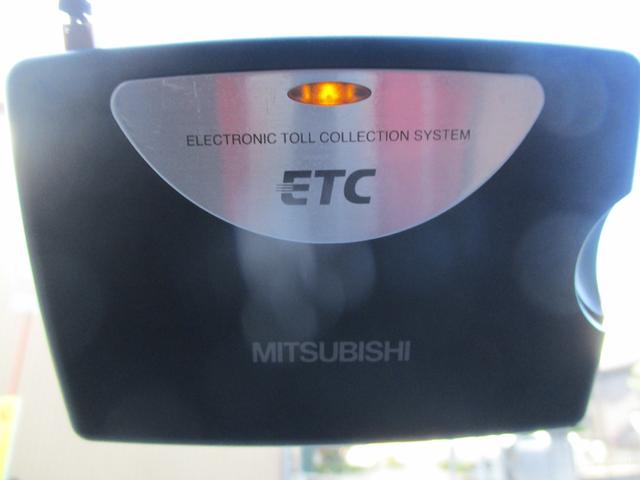 ELECTRONIC TOLL COLLECTION SYSTEM
ETC
MITSUBISHI